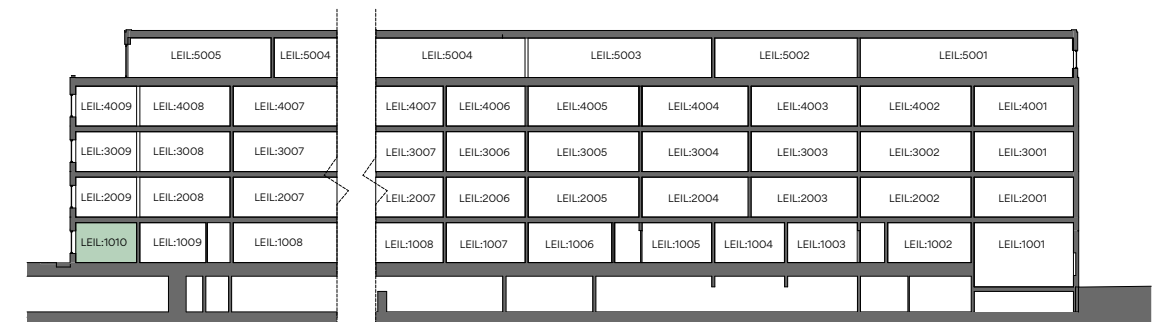 LEIL:5005 LEIL:5004 LEIL:5004 LEIL:5003 LEIL:5002 LEIL:5001
LEIL:4009 LEIL:4008 LEIL:4007 LEIL:4007 LEIL:4006 LEIL:4005 LEIL:4004 LEIL:4003 LEIL:4002 LEIL:4001
LEIL:3009 LEIL:3008 LEIL:3007 LEIL:3007 LEIL:3006 LEIL:3005 LEIL:3004 LEIL:3003 LEIL:3002 LEIL:3001
LEIL:2009 LEIL:2008 LEIL:2007 LEIL:2007 LEIL:2006 LEIL:2005 LEIL:2004 LEIL:2003 LEIL:2002 LEIL:2001
LEIL:1010 LEIL:1009 LEIL:1008 LEIL:1008 LEIL:1007 LEIL:1006 LEIL:1005 LEIL:1004 LEIL:1003 LEIL:1002 LEIL:1001